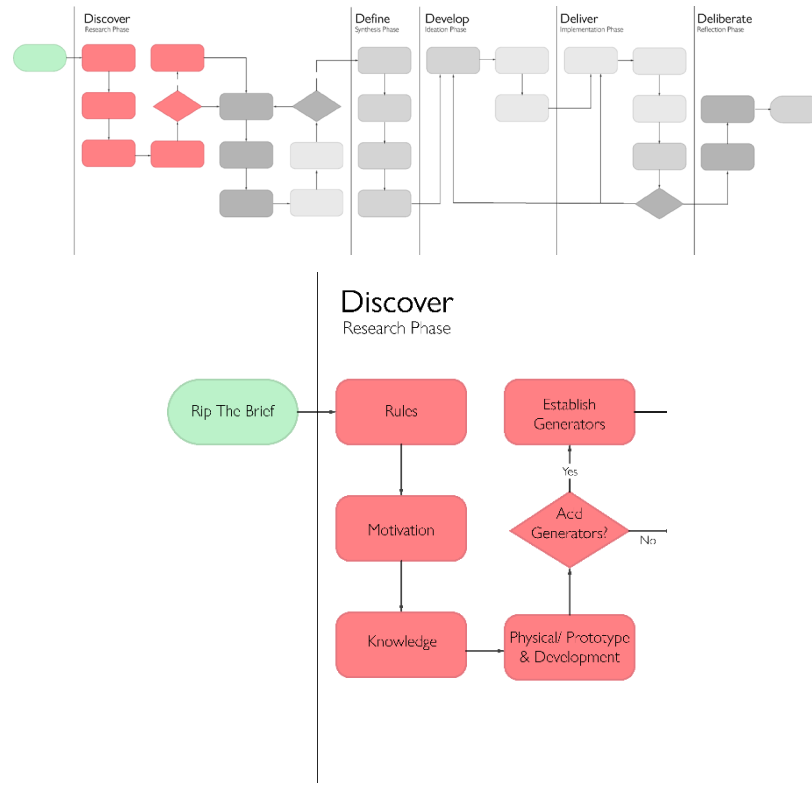 Discover
Research Phase
Define
Synthesis Phase
Develop
Ideation Phase
Deliver
Implementation Phase
Deliberate
Reflection Phase
Discover
Research Phase
Rip The Brief
Rules
Establish
Generators
Yes
Motivation
Add
Generators?
No
Knowledge
Physical/ Prototype
& Development